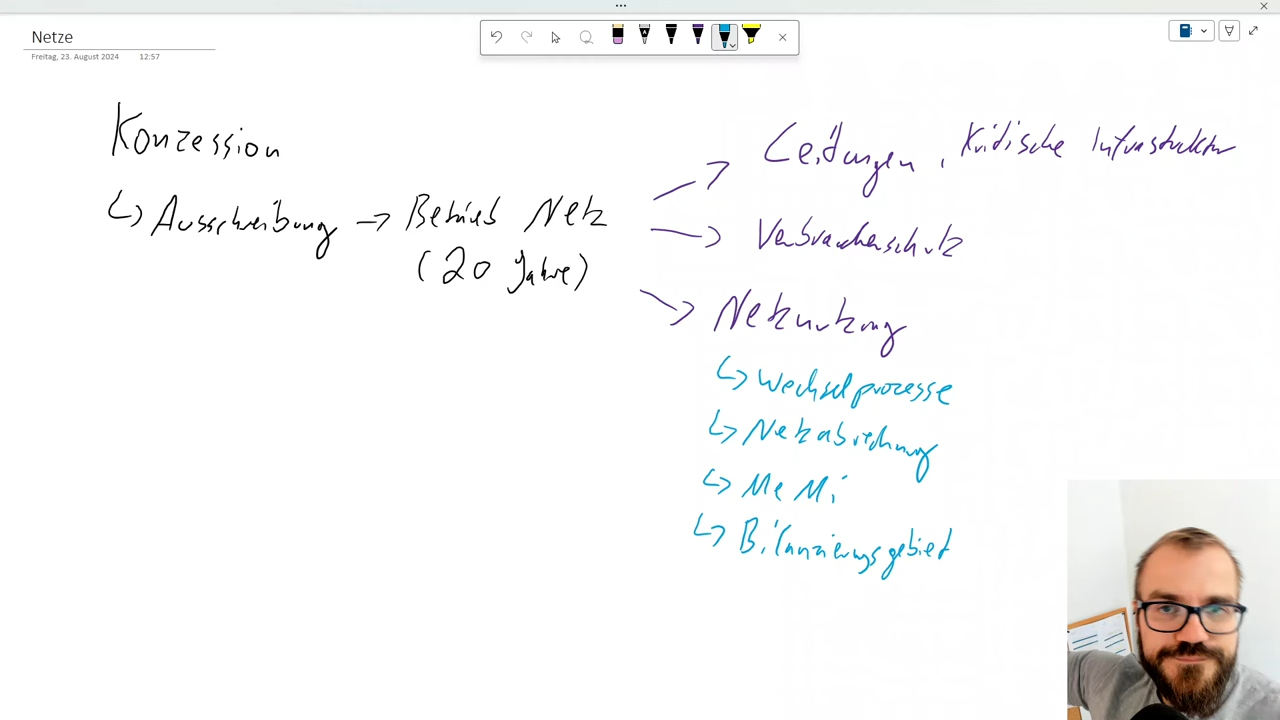 Netze
Freitag, 23. August 2024 12:57
Konzession
↳ Ausschreibung → Betrieb Netz
(20 Jahre)
→ Leitungen, Kritische Infrastruktur
→ Verbraucherschutz
→ Netznutzung
↳ Wechselprozesse
↳ Netzabrechnung
↳ MeMi
↳ Bilanzierungsgebiet